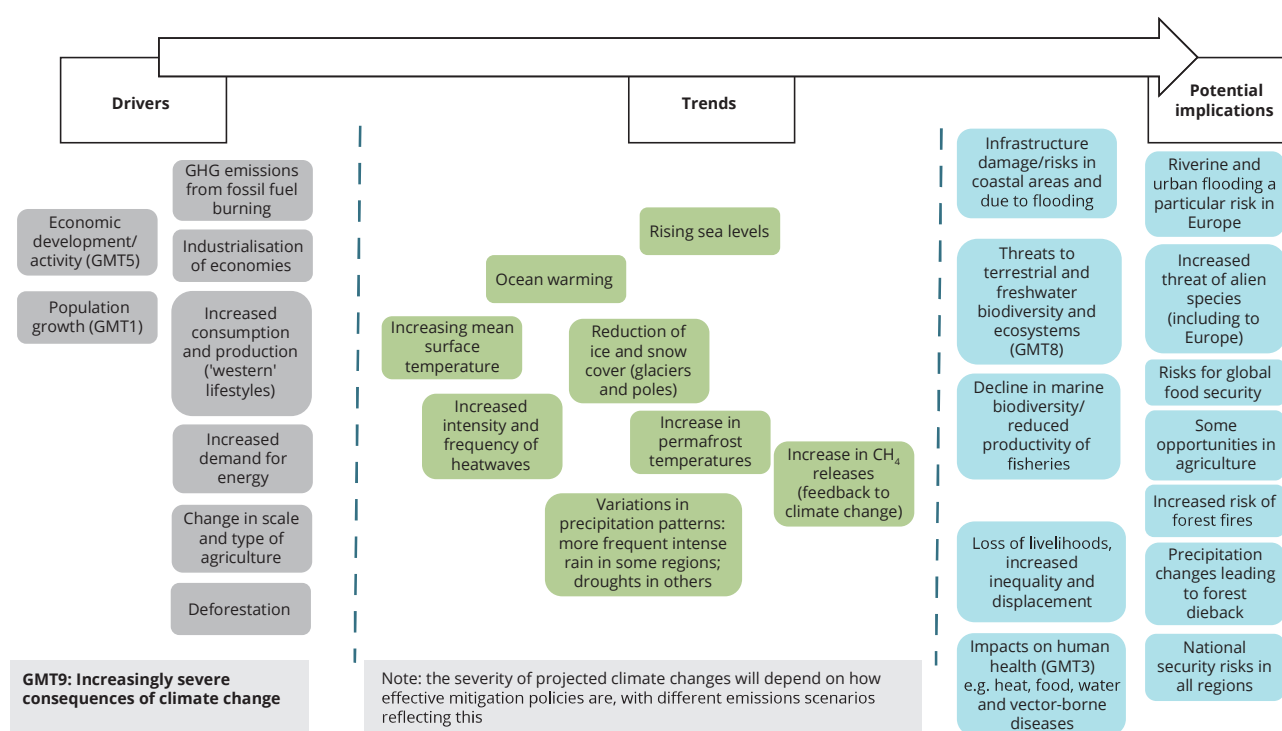 Drivers
Trends
Potential
implications
GHG emissions
from fossil fuel
burning
Economic
development/
activity (GMT5)
Industrialisation
of economies
Population
growth (GMT1)
Increased
consumption
and production
('western'
lifestyles)
Increased
demand for
energy
Change in scale
and type of
agriculture
Deforestation
Rising sea levels
Ocean warming
Increasing mean
surface
temperature
Reduction of
ice and snow
cover (glaciers
and poles)
Increased
intensity and
frequency of
heatwaves
Increase in
permafrost
temperatures
Increase in CH₄
releases
(feedback to
climate change)
Variations in
precipitation patterns:
more frequent intense
rain in some regions;
droughts in others
Infrastructure
damage/risks in
coastal areas and
due to flooding
Threats to
terrestrial and
freshwater
biodiversity and
ecosystems
(GMT8)
Decline in marine
biodiversity/
reduced
productivity of
fisheries
Loss of livelihoods,
increased
inequality and
displacement
Impacts on human
health (GMT3)
e.g. heat, food, water
and vector-borne
diseases
Riverine and
urban flooding a
particular risk in
Europe
Increased
threat of alien
species
(including to
Europe)
Risks for global
food security
Some
opportunities in
agriculture
Increased risk of
forest fires
Precipitation
changes leading
to forest
dieback
National
security risks in
all regions
GMT9: Increasingly severe
consequences of climate change
Note: the severity of projected climate changes will depend on how
effective mitigation policies are, with different emissions scenarios
reflecting this